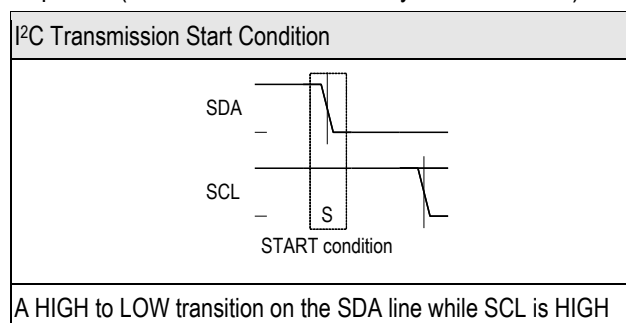 I²C Transmission Start Condition
SDA
SCL
S
START condition
A HIGH to LOW transition on the SDA line while SCL is HIGH